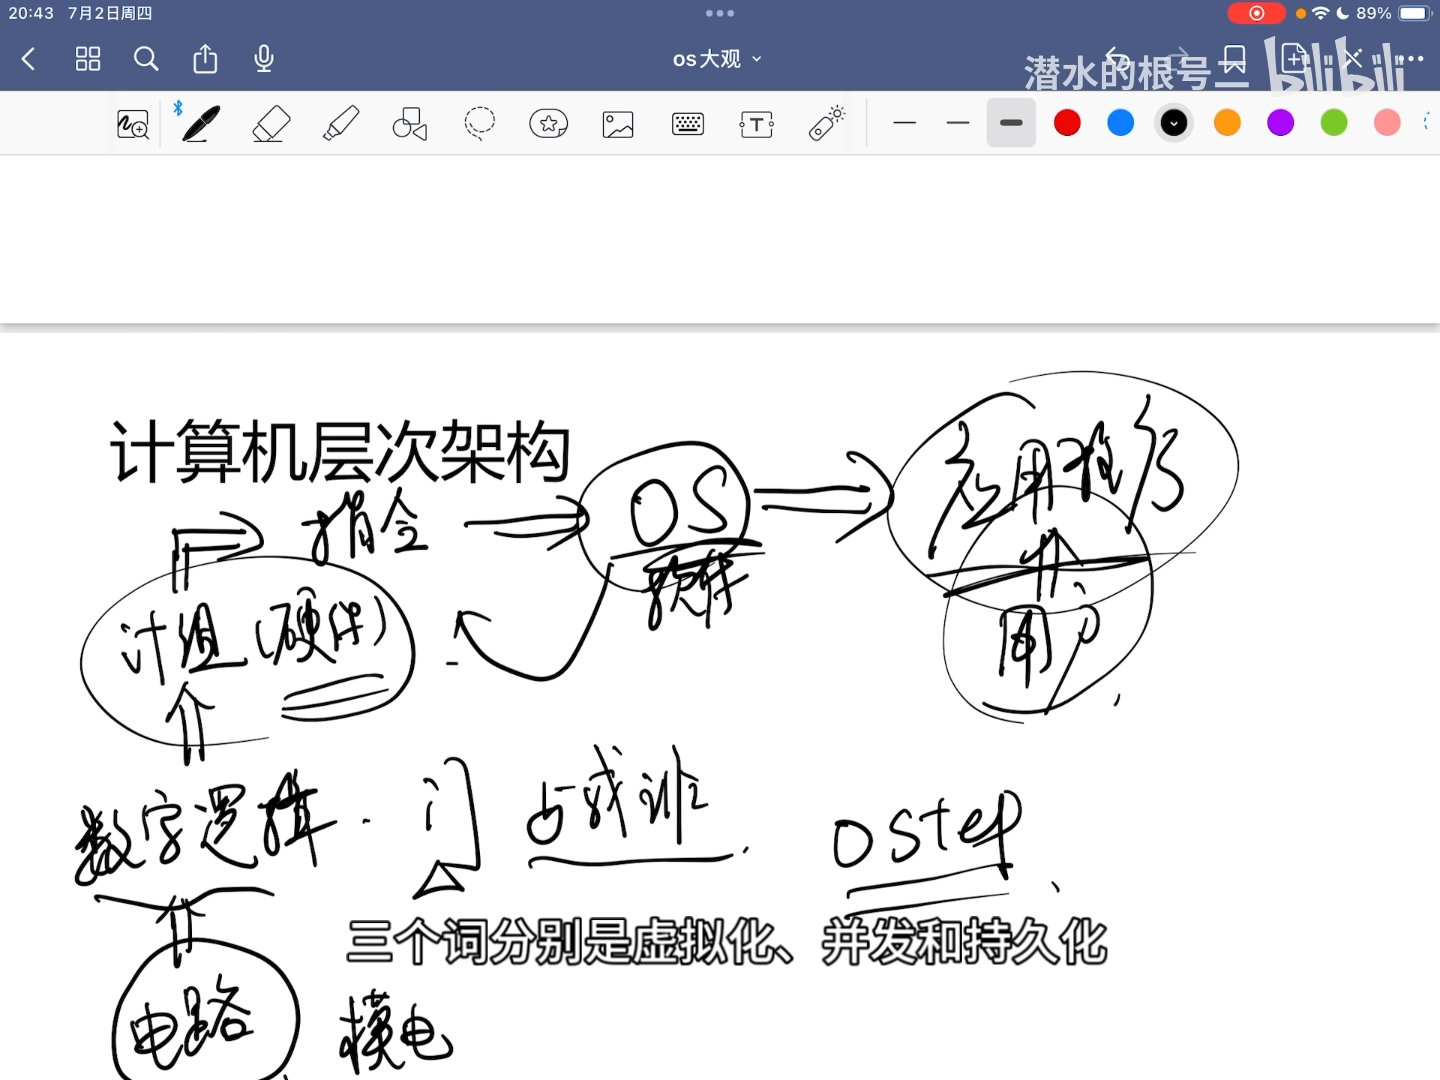 20:43 7月2日周四
89%
os大观
潜水的根号二 bilibili
T
计算机层次架构
指令
OS
软件
应用程序
用户
计组(硬件)
数字逻辑
门
ostep
三个词分别是虚拟化、并发和持久化
电路
模电